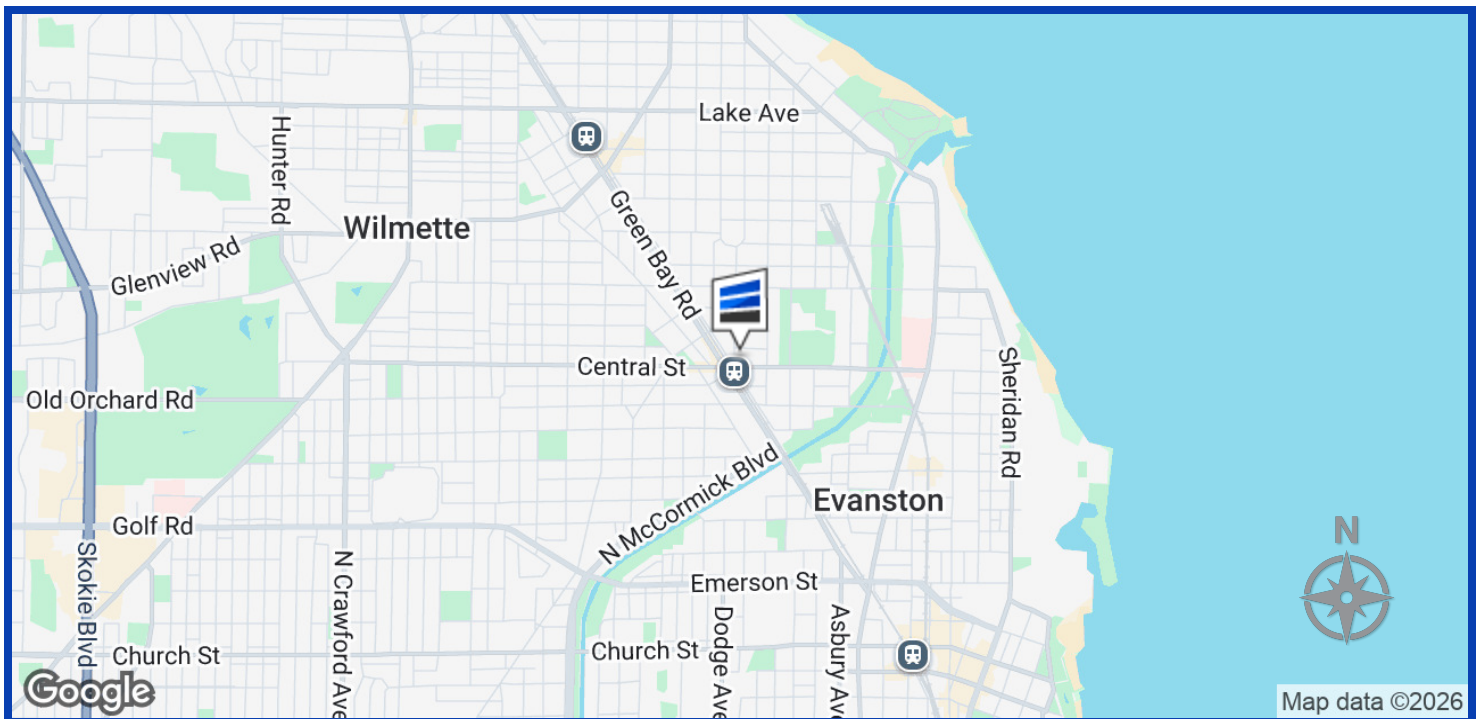 Lake Ave
Hunter Rd
Green Bay Rd
Wilmette
Glenview Rd
Central St
Sheridan Rd
Old Orchard Rd
N McCormick Blvd
Evanston
Golf Rd
N
Skokie Blvd
N Crawford Ave
Emerson St
Dodge Ave
Asbury Ave
Church St
Church St
Google
Map data ©2026